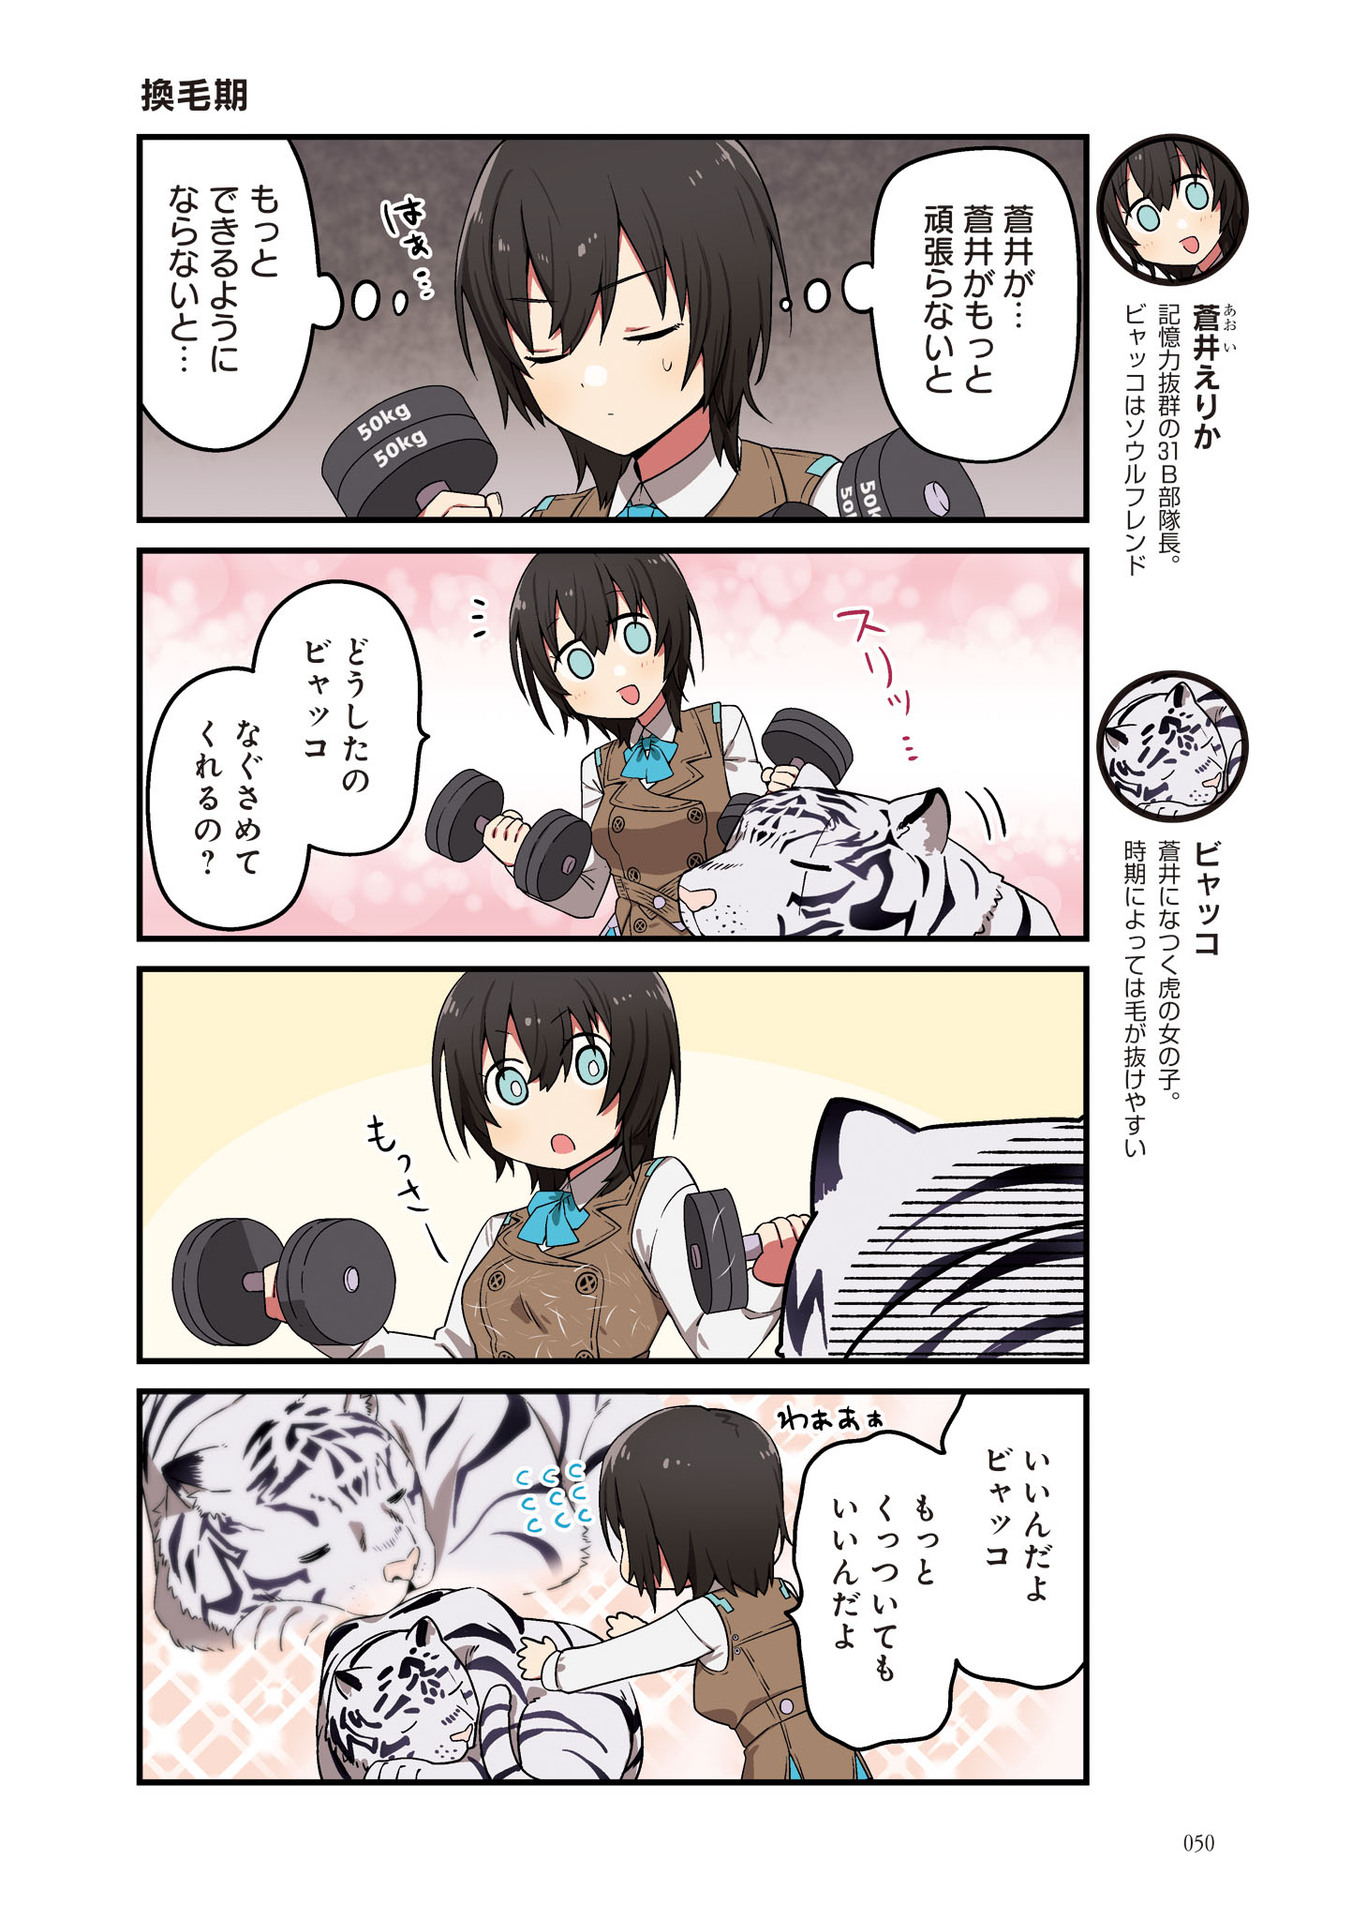 換毛期
蒼井が…
蒼井がもっと
頑張らないと
はぁ…
もっと
できるように
ならないと…
50kg
50kg
50k
50k
スリッ…
どうしたの
ビャッコ
なぐさめて
くれるの？
もっさー
いいんだよ
ビャッコ
もっと
くっついても
いいんだよ
わぁあぁ
あおい
蒼井えりか
記憶力抜群の31B部隊長。
ビャッコはソウルフレンド
ビャッコ
蒼井になつく虎の女の子。
時期によっては毛が抜けやすい
050